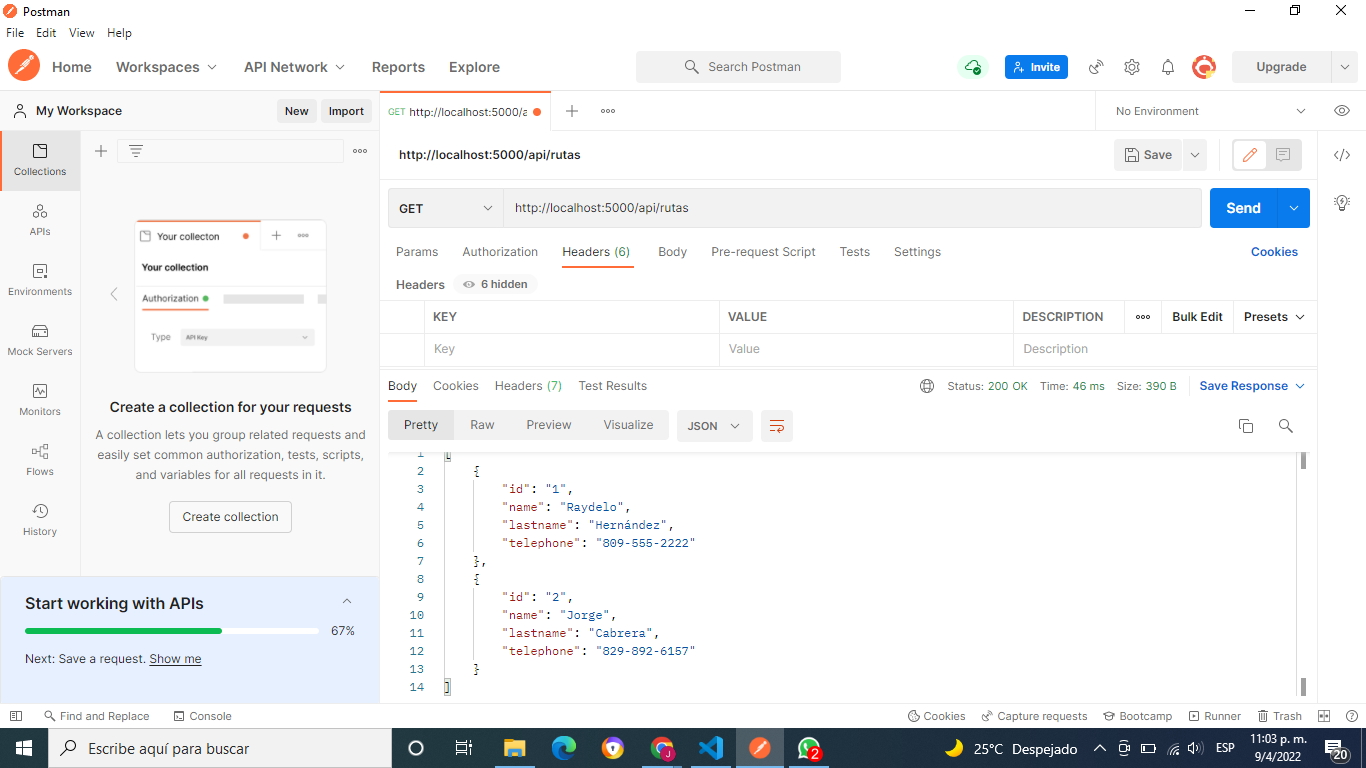 Postman
File Edit View Help
Home Workspaces API Network Reports Explore Search Postman Invite Upgrade
My Workspace New Import GET http://localhost:5000/a No Environment
http://localhost:5000/api/rutas Save
Collections
APIs
Environments
Mock Servers
Monitors
Flows
History
Your collecton
Your collection
Authorization
Type API Key
Create a collection for your requests
A collection lets you group related requests and
easily set common authorization, tests, scripts,
and variables for all requests in it.
Create collection
Start working with APIs
67%
Next: Save a request. Show me
GET http://localhost:5000/api/rutas Send
Params Authorization Headers (6) Body Pre-request Script Tests Settings Cookies
Headers 6 hidden
KEY VALUE DESCRIPTION Bulk Edit Presets
Key Value Description
Body Cookies Headers (7) Test Results Status: 200 OK Time: 46 ms Size: 390 B Save Response
Pretty Raw Preview Visualize JSON
1 [
2 {
3 "id": "1",
4 "name": "Raydelo",
5 "lastname": "Hernández",
6 "telephone": "809-555-2222"
7 },
8 {
9 "id": "2",
10 "name": "Jorge",
11 "lastname": "Cabrera",
12 "telephone": "829-892-6157"
13 }
14 ]
Find and Replace Console Cookies Capture requests Bootcamp Runner Trash
Escribe aquí para buscar J 2 25°C Despejado ESP 11:03 p. m.
9/4/2022 20